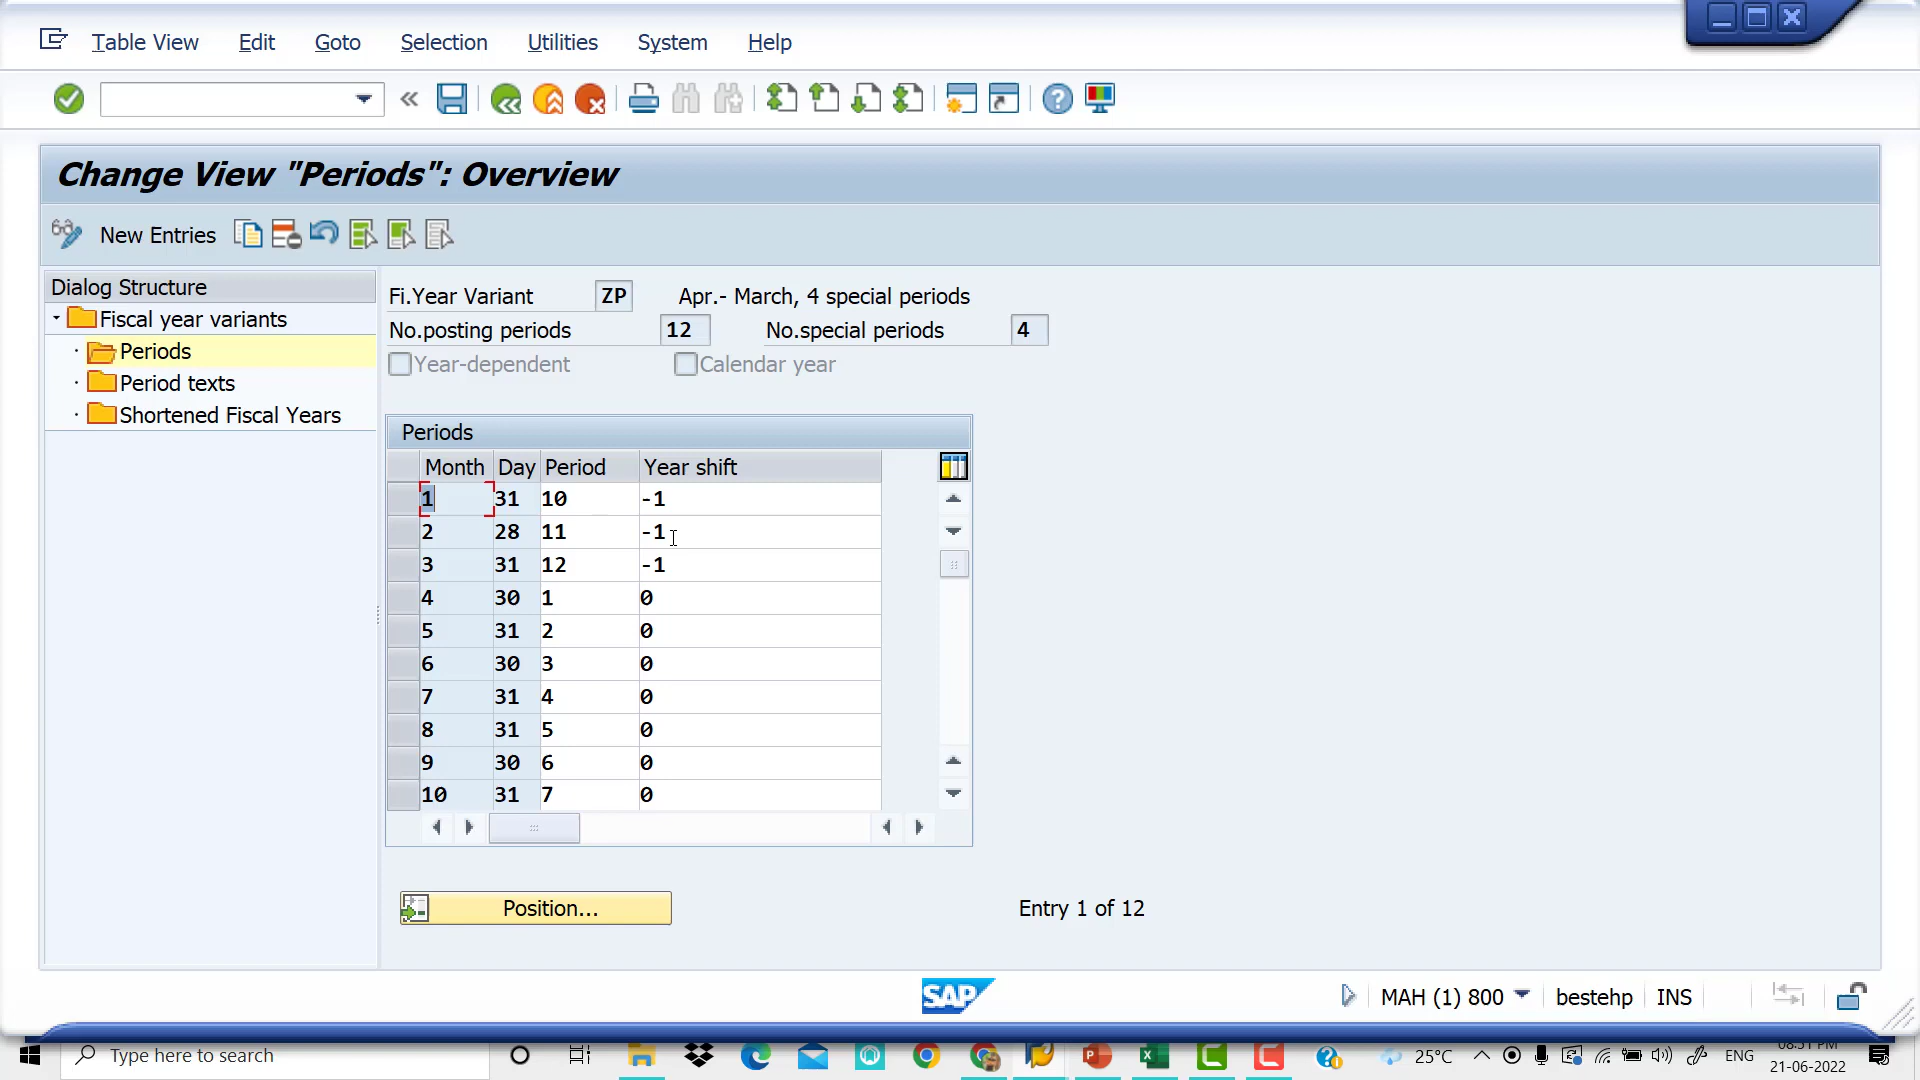 Table View Edit Goto Selection Utilities System Help
Change View "Periods": Overview
New Entries
Dialog Structure
Fiscal year variants
Periods
Period texts
Shortened Fiscal Years
Fi.Year Variant ZP Apr.- March, 4 special periods
No.posting periods 12 No.special periods 4
Year-dependent Calendar year
Periods
Month Day Period Year shift
1 31 10 -1
2 28 11 -1
3 31 12 -1
4 30 1 0
5 31 2 0
6 30 3 0
7 31 4 0
8 31 5 0
9 30 6 0
10 31 7 0
Position... Entry 1 of 12
SAP MAH (1) 800 bestehp INS
Type here to search 25°C ENG
08:51 PM
21-06-2022